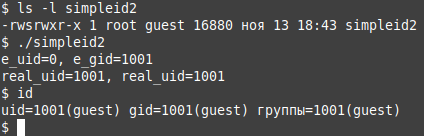 $ ls -l simpleid2
-rwsrwxr-x 1 root guest 16880 ноя 13 18:43 simpleid2
$ ./simpleid2
e_uid=0, e_gid=1001
real_uid=1001, real_uid=1001
$ id
uid=1001(guest) gid=1001(guest) группы=1001(guest)
$